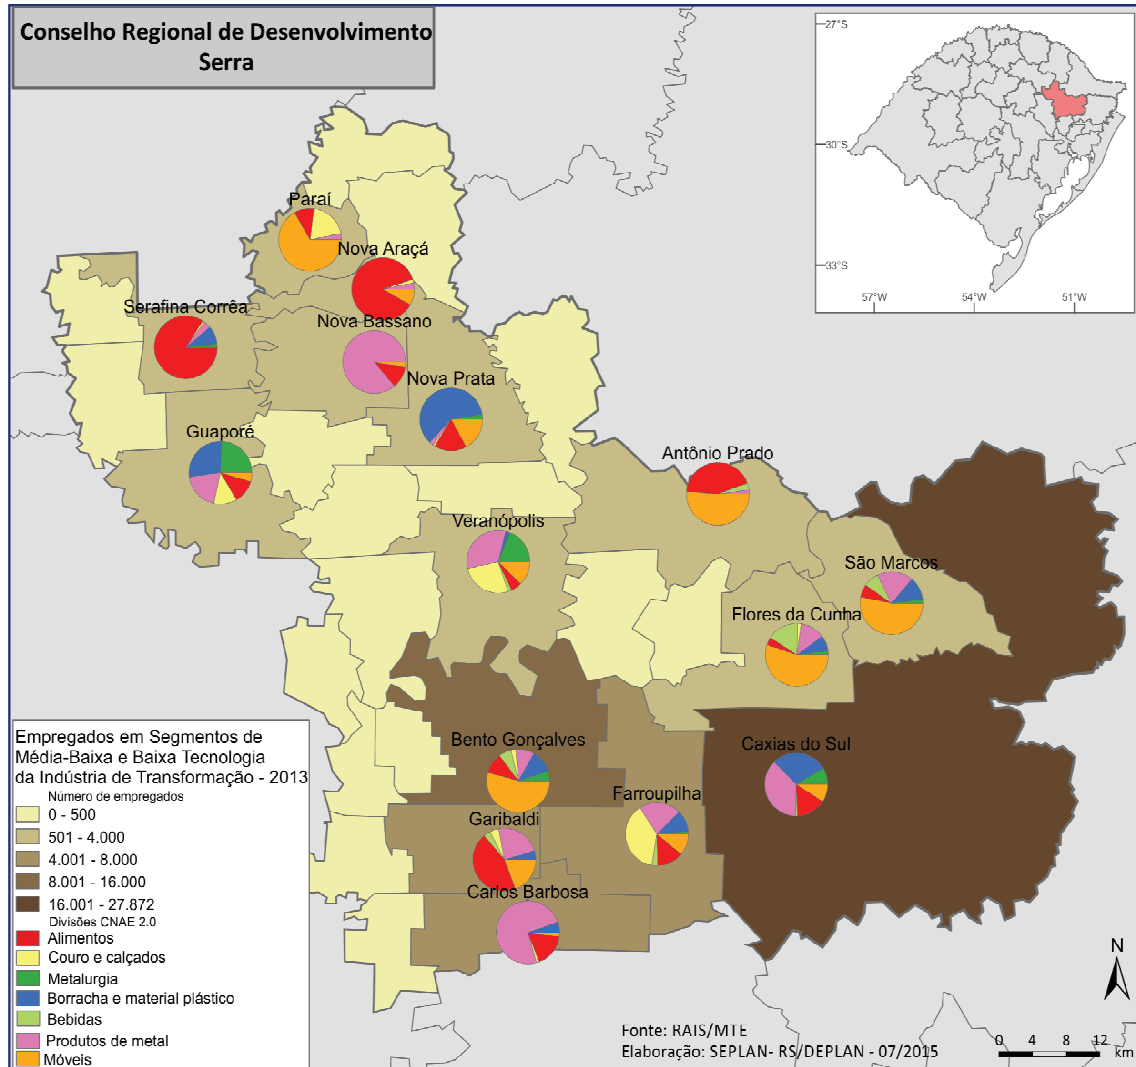 Conselho Regional de Desenvolvimento
Serra
27°S
30°S
33°S
57°W
54°W
51°W
Paraí
Nova Araçá
Serafina Corrêa
Nova Bassano
Nova Prata
Guaporé
Antônio Prado
Veranópolis
São Marcos
Flores da Cunha
Bento Gonçalves
Caxias do Sul
Farroupilha
Garibaldi
Carlos Barbosa
Empregados em Segmentos de
Média-Baixa e Baixa Tecnologia
da Indústria de Transformação - 2013
Número de empregados
0 - 500
501 - 4.000
4.001 - 8.000
8.001 - 16.000
16.001 - 27.872
Divisões CNAE 2.0
Alimentos
Couro e calçados
Metalurgia
Borracha e material plástico
Bebidas
Produtos de metal
Móveis
Fonte: RAIS/MTE
Elaboração: SEPLAN- RS/DEPLAN - 07/2015
N
0 4 8 12
km